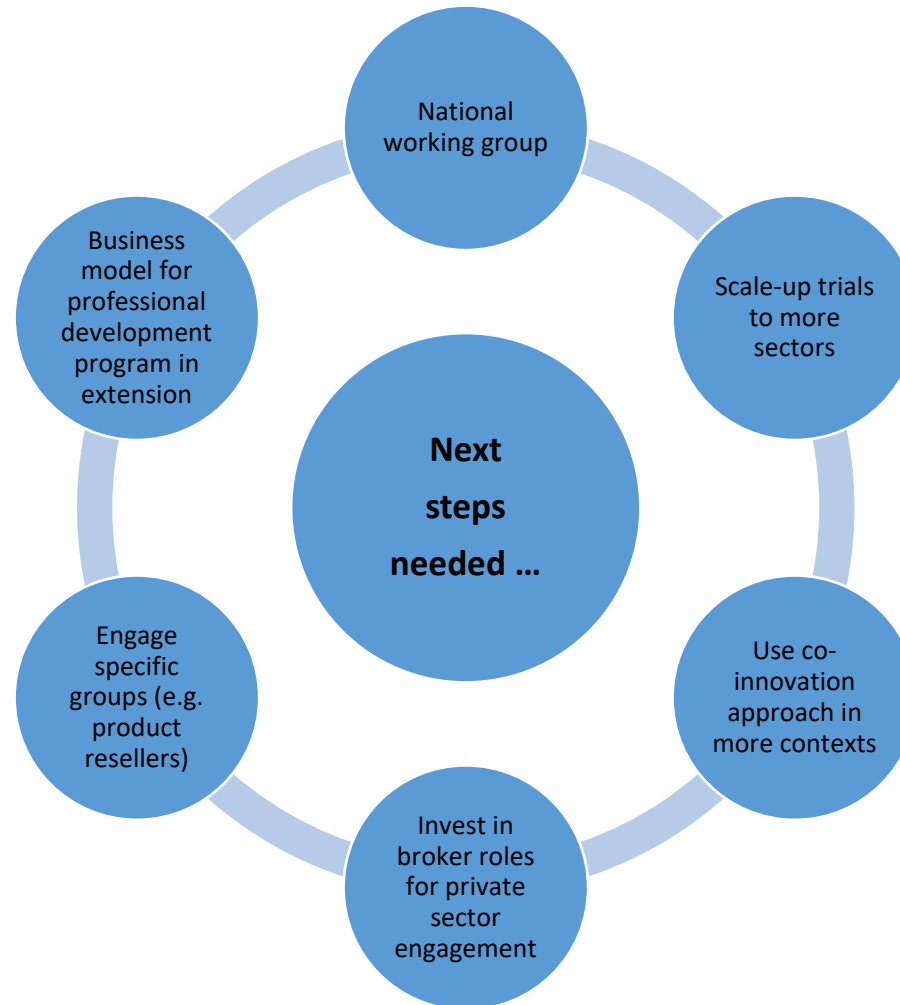 National
working group
Scale-up trials
to more
sectors
Use co-
innovation
approach in
more contexts
Invest in
broker roles
for private
sector
engagement
Engage
specific
groups (e.g.
product
resellers)
Business
model for
professional
development
program in
extension
Next
steps
needed …